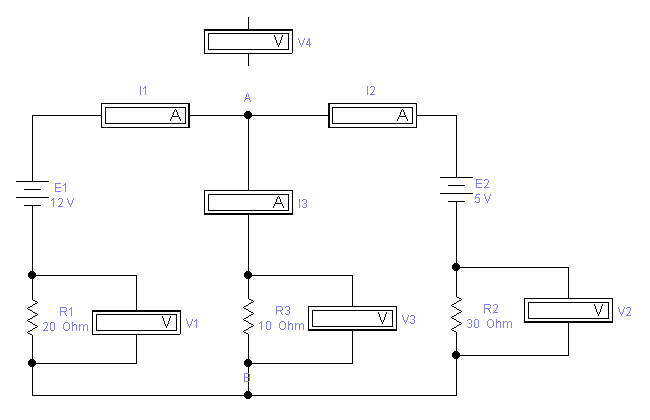 V V4
I1 A I2
A A
E1
12 V
E2
5 V
A I3
R1
20 Ohm
V V1
R3
10 Ohm
V V3
R2
30 Ohm
V V2
B